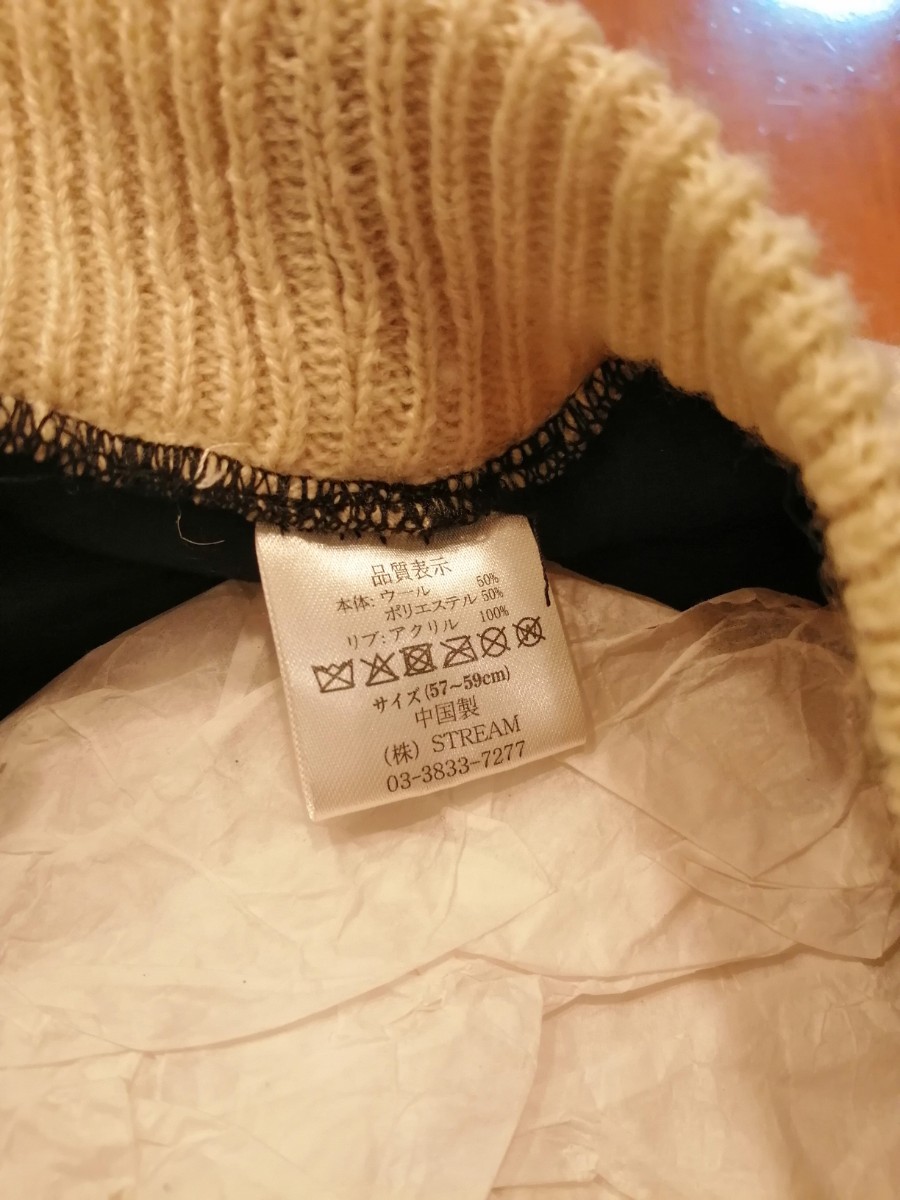 品質表示
本体: ウール 50%
ポリエステル 50%
リブ: アクリル 100%
サイズ (57～59cm)
中国製
(株) STREAM
03-3833-7277